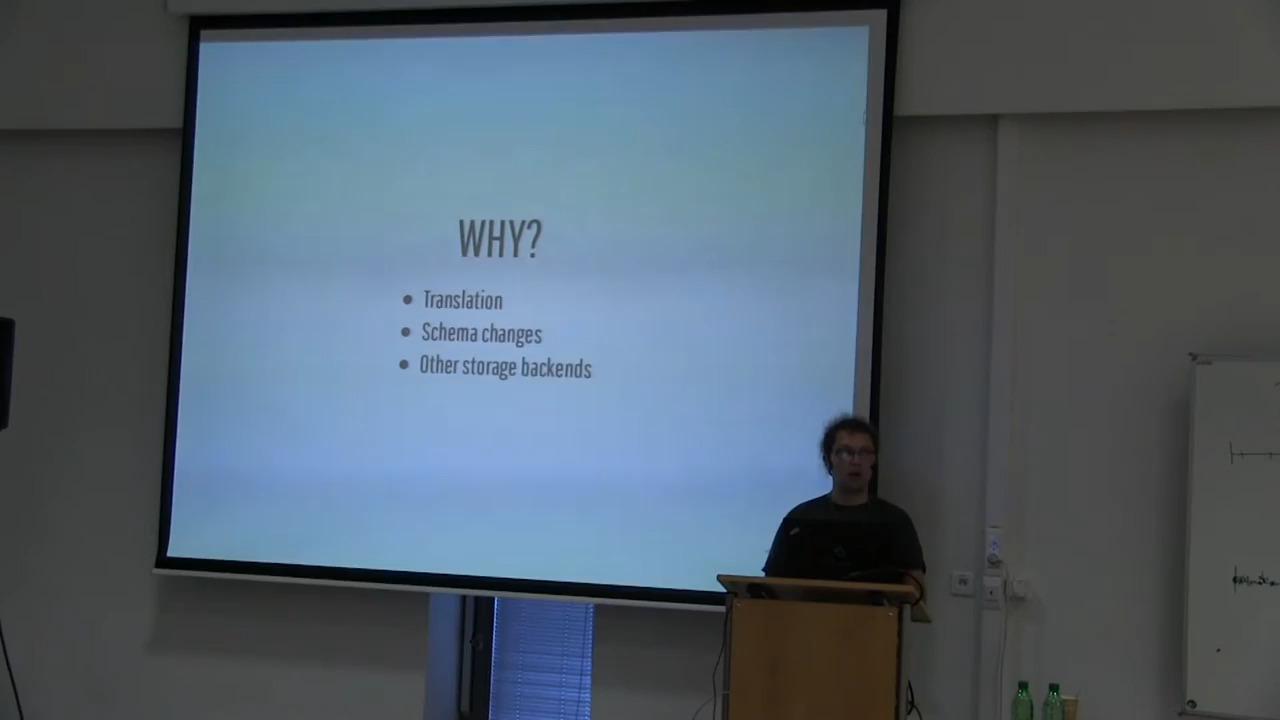 WHY?
Translation
Schema changes
Other storage backends